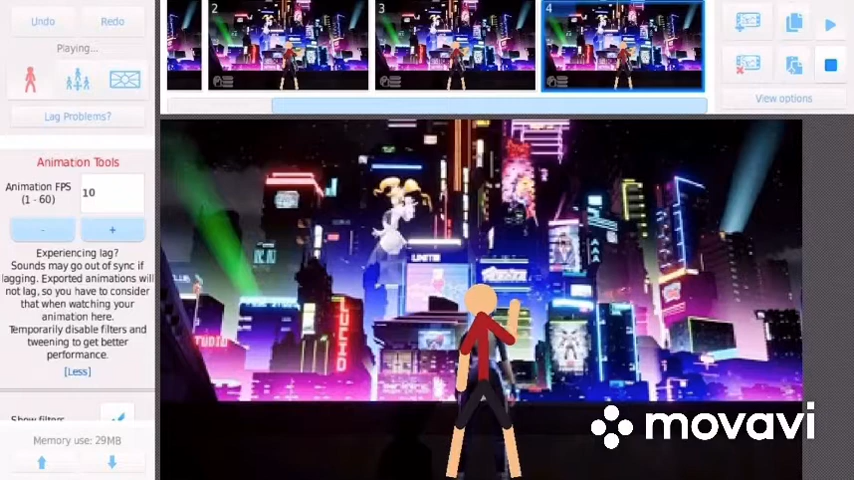 Undo Redo
2 3 4
Playing...
Lag Problems?
View options
Animation Tools
Animation FPS
(1 - 60)
10
- +
Experiencing lag?
Sounds may go out of sync if
lagging. Exported animations will
not lag, so you have to consider
that when watching your
animation here.
Temporarily disable filters and
tweening to get better
performance.
[Less]
Show filters
Memory use: 29MB
movavi